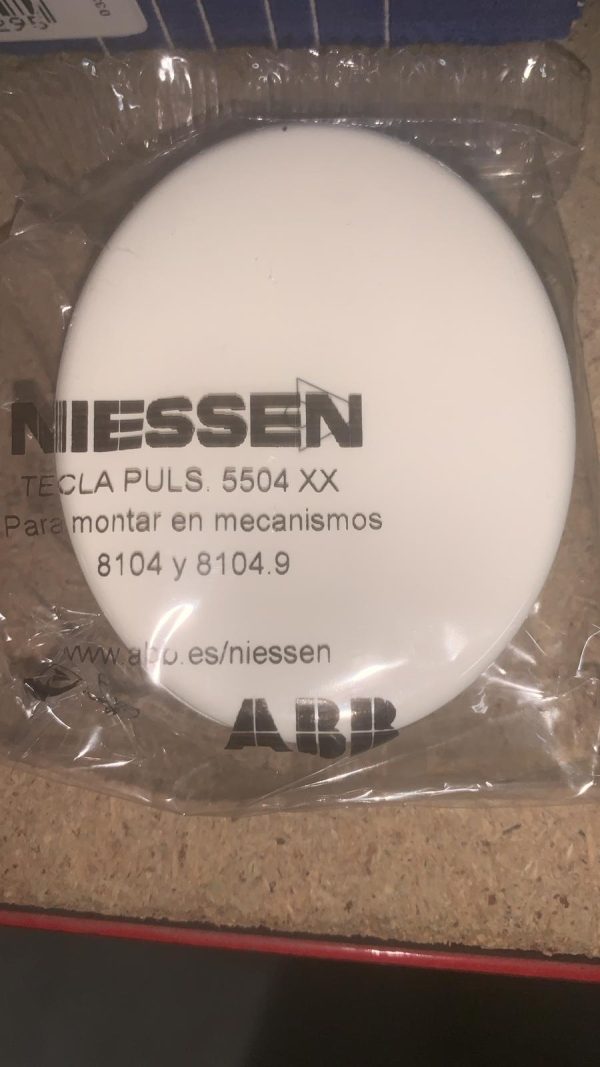 NIESSEN
TECLA PULS. 5504 XX
Para montar en mecanismos
8104 y 8104.9
www.abb.es/niessen
ABB